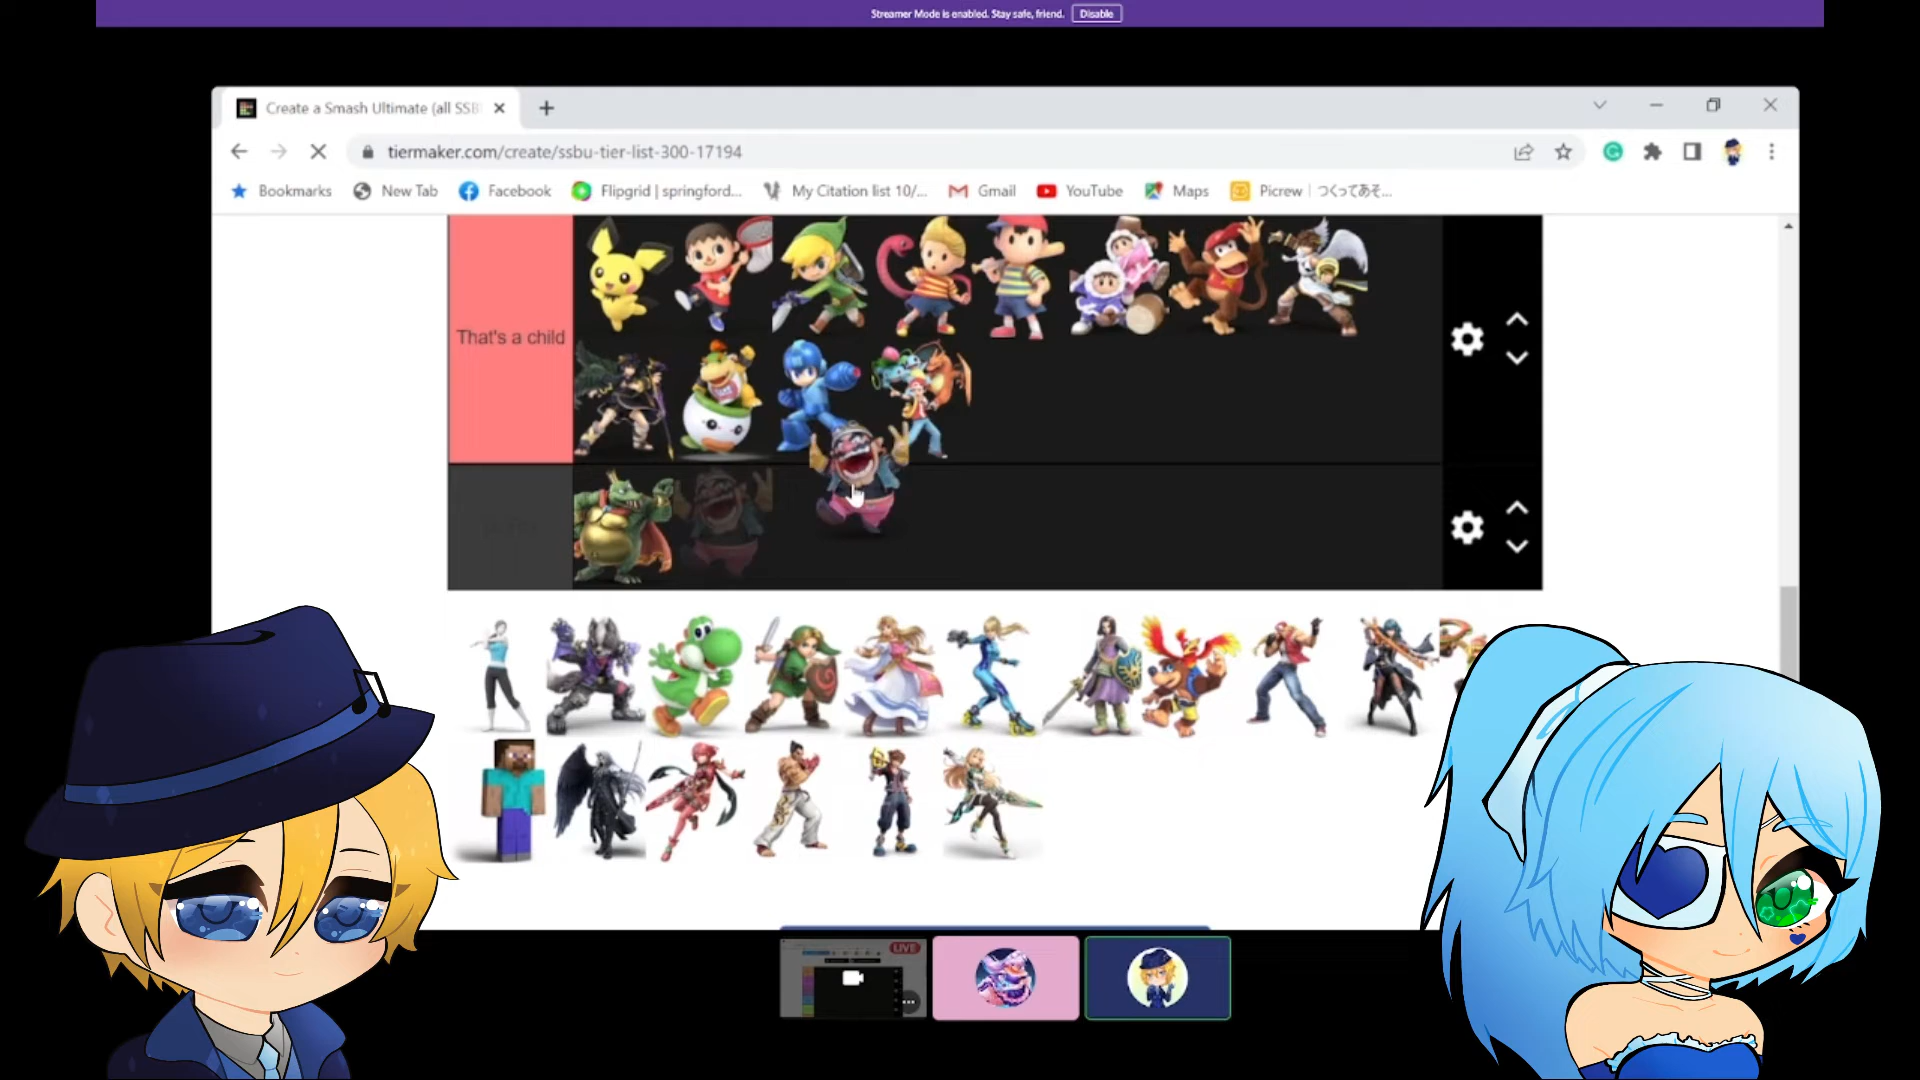 Streamer Mode is enabled. Stay safe, friend. Disable
Create a Smash Ultimate (all SSB
tiermaker.com/create/ssbu-tier-list-300-17194
Bookmarks New Tab Facebook Flipgrid | springford... My Citation list 10/... Gmail YouTube Maps Picrew | つくってあそ...
That's a child
LIVE